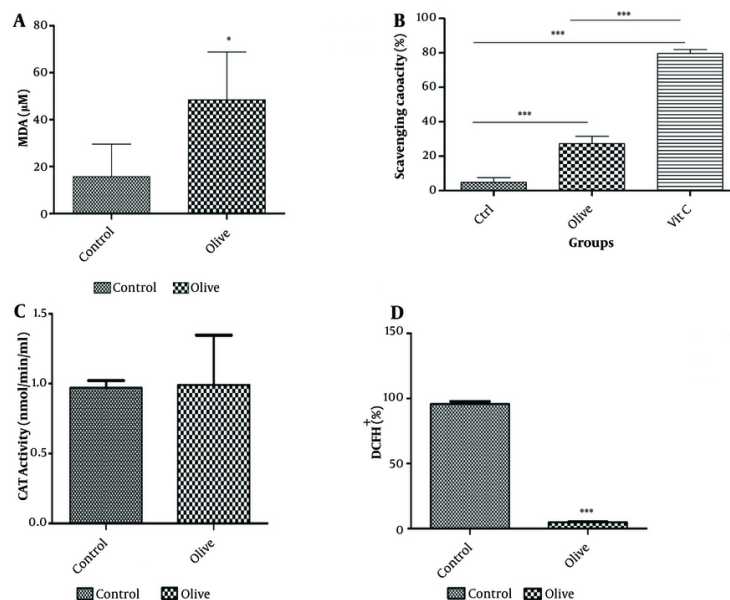 A
80
60
40
20
0
MDA (µM)
*
Control
Olive
Control Olive
B
100
80
60
40
20
0
Scavenging caoacity (%)
***
***
***
Ctrl
Olive
Vit C
Groups
C
1.5
1.0
0.5
0.0
CAT Activity (nmol/min/ml)
Control
Olive
Control Olive
D
150
100
50
0
DCFH+ (%)
***
Control
Olive
Control Olive